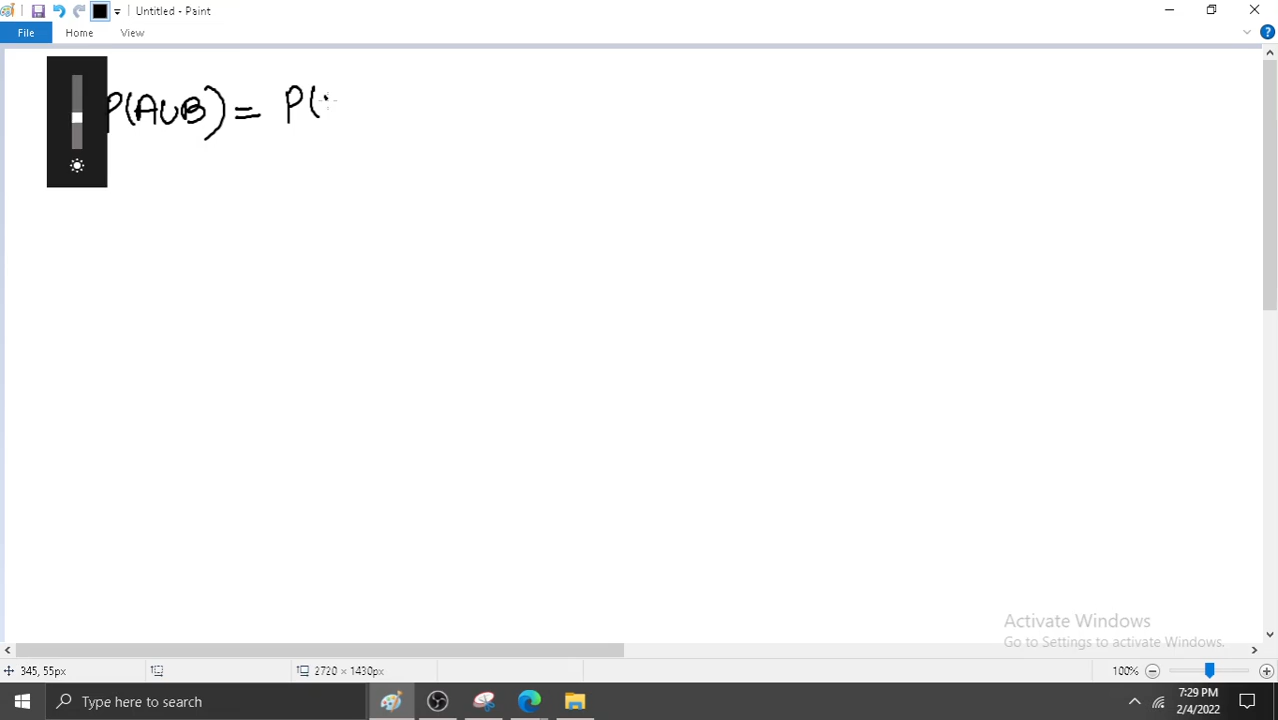 Untitled - Paint
File Home View
P(A∪B) = P(
Activate Windows
Go to Settings to activate Windows.
345, 55px 2720 × 1430px 100%
Type here to search
7:29 PM
2/4/2022